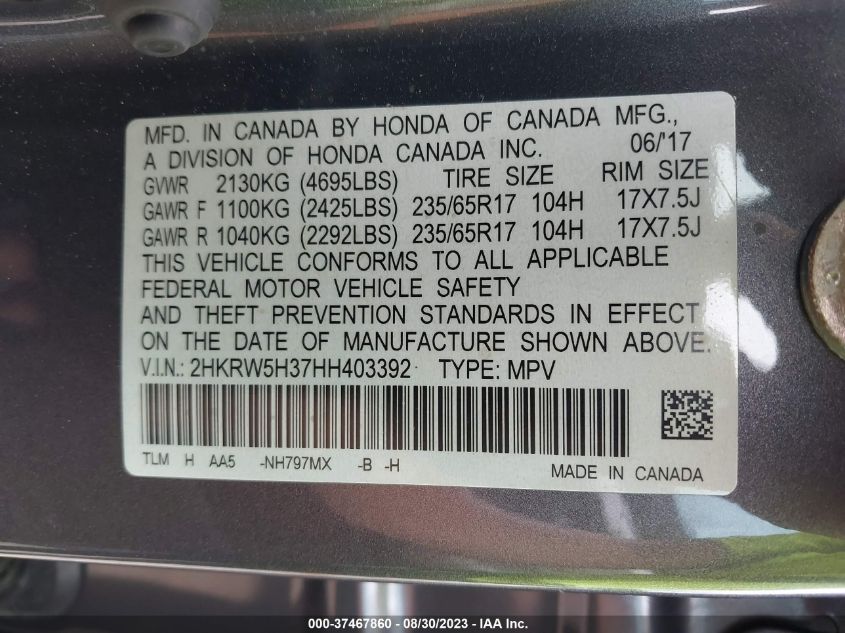 MFD. IN CANADA BY HONDA OF CANADA MFG.,
A DIVISION OF HONDA CANADA INC. 06/'17
GVWR 2130KG (4695LBS) TIRE SIZE RIM SIZE
GAWR F 1100KG (2425LBS) 235/65R17 104H 17X7.5J
GAWR R 1040KG (2292LBS) 235/65R17 104H 17X7.5J
THIS VEHICLE CONFORMS TO ALL APPLICABLE
FEDERAL MOTOR VEHICLE SAFETY
AND THEFT PREVENTION STANDARDS IN EFFECT
ON THE DATE OF MANUFACTURE SHOWN ABOVE.
V.I.N.: 2HKRW5H37HH403392 TYPE: MPV
TLM H AA5 -NH797MX -B -H MADE IN CANADA
000-37467860 - 08/30/2023 - IAA Inc.